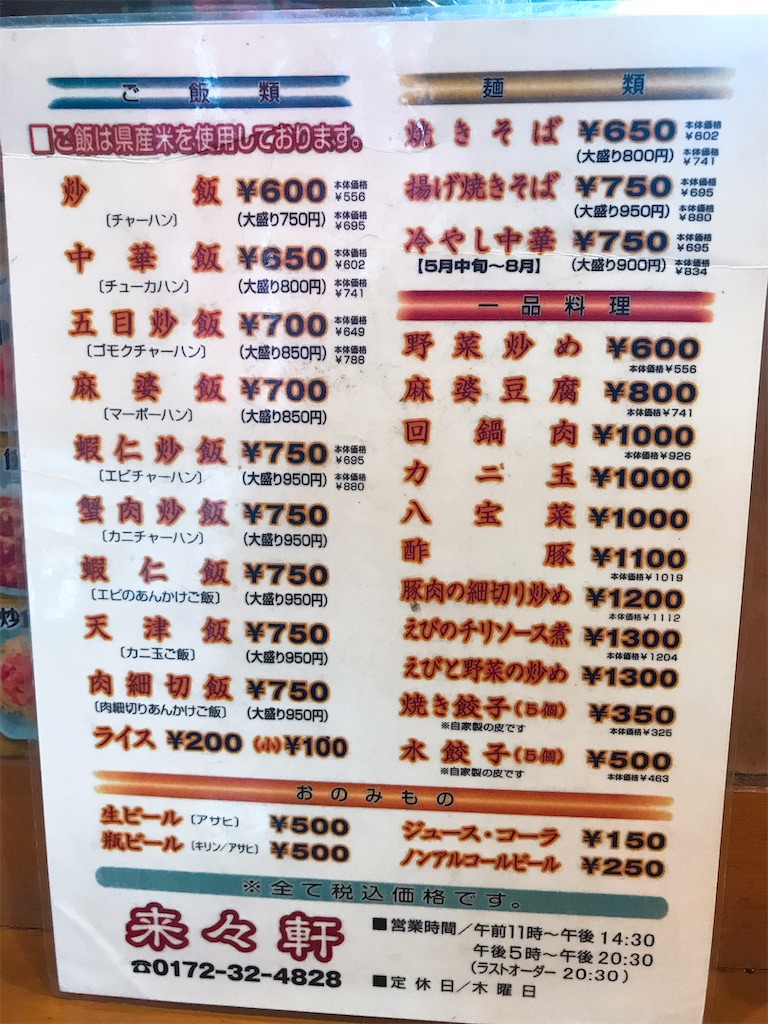 ご飯類
□ご飯は県産米を使用しております。
炒飯 ¥600 本体価格 ¥556
〔チャーハン〕 (大盛り750円) 本体価格 ¥695
中華飯 ¥650 本体価格 ¥602
〔チューカハン〕 (大盛り800円) 本体価格 ¥741
五目炒飯 ¥700 本体価格 ¥649
〔ゴモクチャーハン〕 (大盛り850円) 本体価格 ¥788
麻婆飯 ¥700
〔マーボーハン〕 (大盛り850円)
蝦仁炒飯 ¥750 本体価格 ¥695
〔エビチャーハン〕 (大盛り950円) 本体価格 ¥880
蟹肉炒飯 ¥750
〔カニチャーハン〕 (大盛り950円)
蝦仁飯 ¥750
〔エビのあんかけご飯〕 (大盛り950円)
天津飯 ¥750
〔カニ玉ご飯〕 (大盛り950円)
肉細切飯 ¥750
〔肉細切りあんかけご飯〕 (大盛り950円)
ライス ¥200 (小)¥100
麺類
焼きそば ¥650 本体価格 ¥602
(大盛り800円) 本体価格 ¥741
揚げ焼きそば ¥750 本体価格 ¥695
(大盛り950円) 本体価格 ¥880
冷やし中華 ¥750 本体価格 ¥695
【5月中旬〜8月】 (大盛り900円) 本体価格 ¥834
一品料理
野菜炒め ¥600
本体価格¥556
麻婆豆腐 ¥800
本体価格¥741
回鍋肉 ¥1000
本体価格¥926
カニ玉 ¥1000
八宝菜 ¥1000
酢豚 ¥1100
本体価格¥1019
豚肉の細切り炒め ¥1200
本体価格¥1112
えびのチリソース煮 ¥1300
本体価格¥1204
えびと野菜の炒め ¥1300
焼き餃子(5個) ¥350
※自家製の皮です 本体価格¥325
水餃子(5個) ¥500
※自家製の皮です 本体価格¥463
おのみもの
生ビール〔アサヒ〕 ¥500
瓶ビール〔キリン/アサヒ〕 ¥500
ジュース・コーラ ¥150
ノンアルコールビール ¥250
※全て税込価格です。
来々軒
☎0172-32-4828
■営業時間/午前11時〜午後14:30
午後5時〜午後20:30
(ラストオーダー 20:30)
■定休日/木曜日